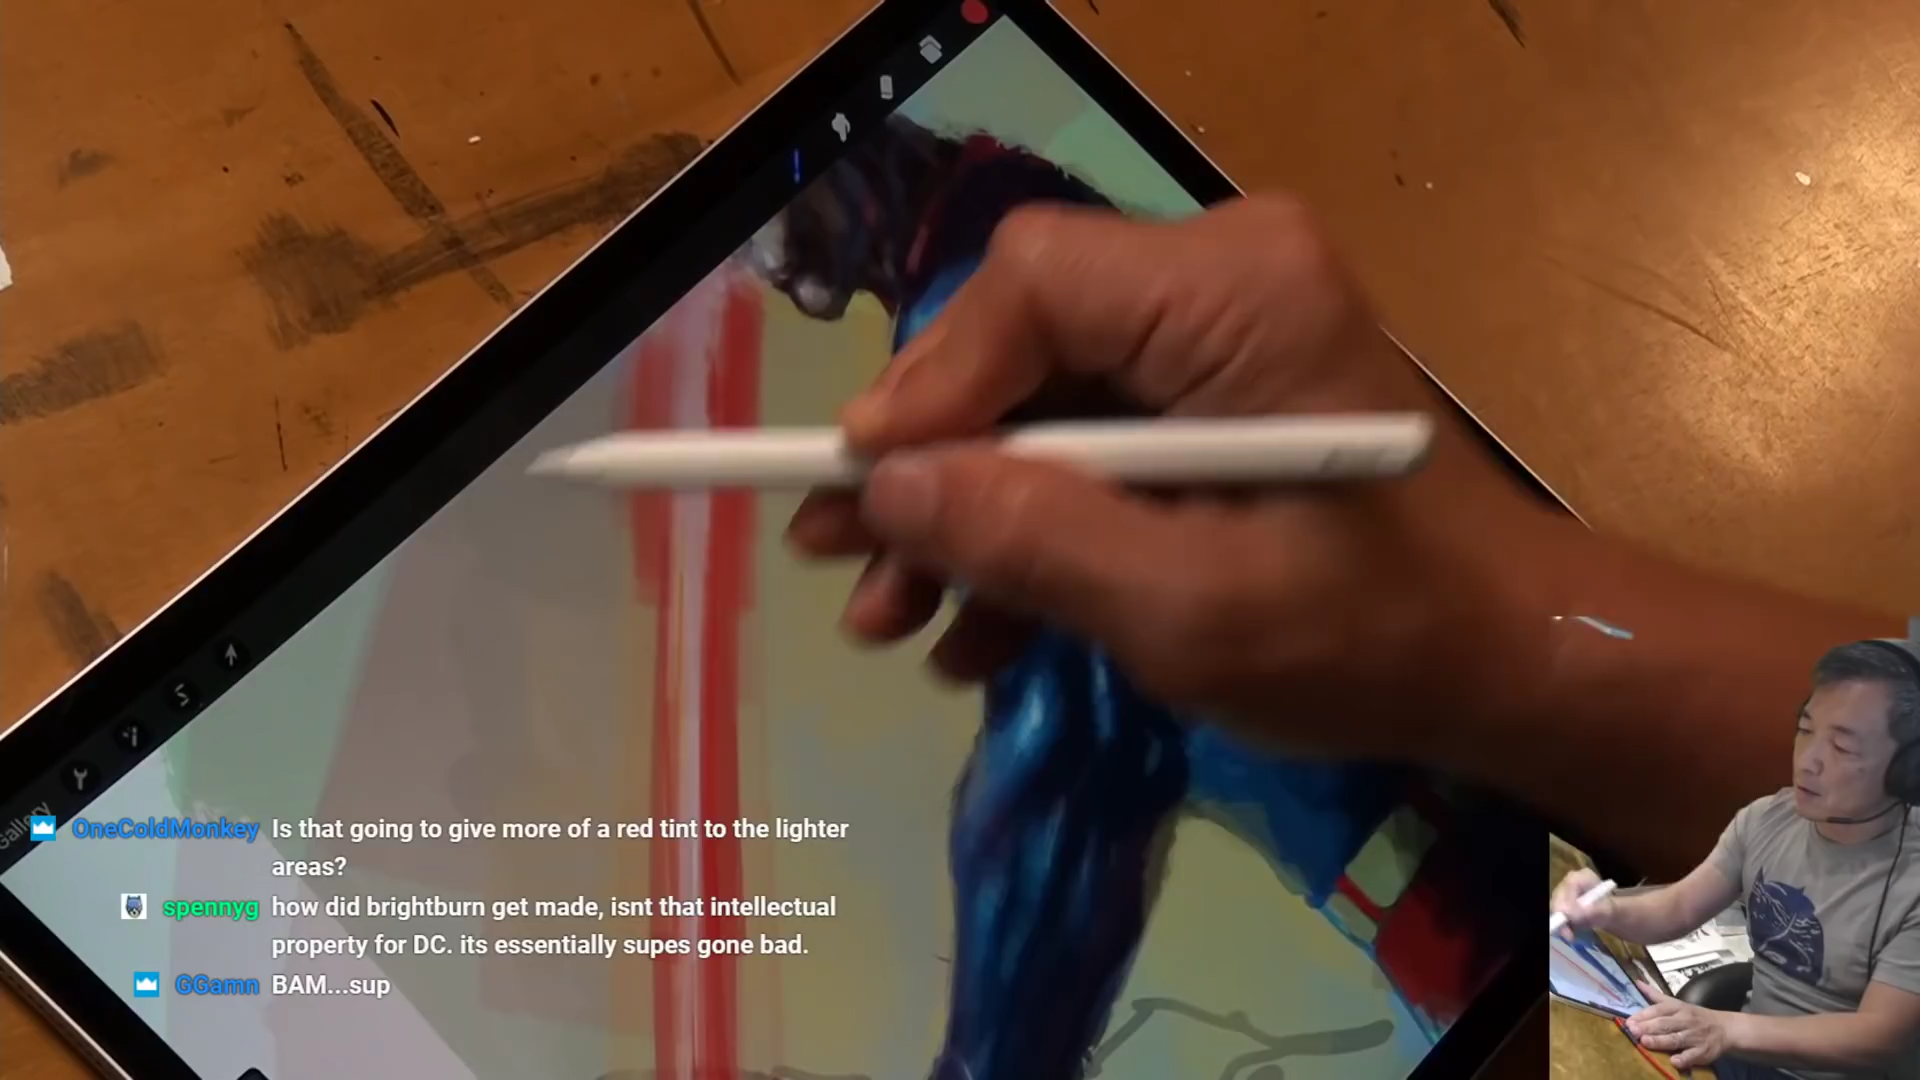 Gallery
OneColdMonkey Is that going to give more of a red tint to the lighter
areas?
spennyg how did brightburn get made, isnt that intellectual
property for DC. its essentially supes gone bad.
GGamn BAM...sup